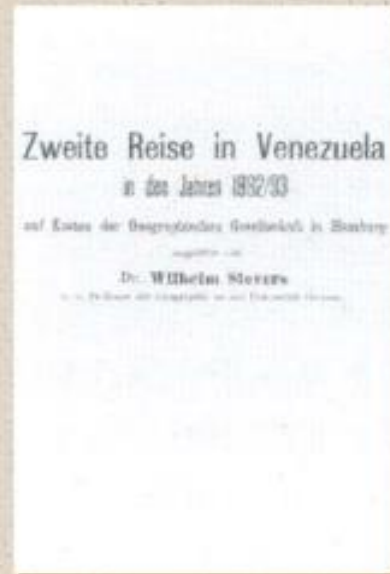 Zweite Reise in Venezuela
in den Jahren 1892/93
auf Kosten der Geographischen Gesellschaft in Hamburg
ausgeführt von
Dr. Wilhelm Sievers